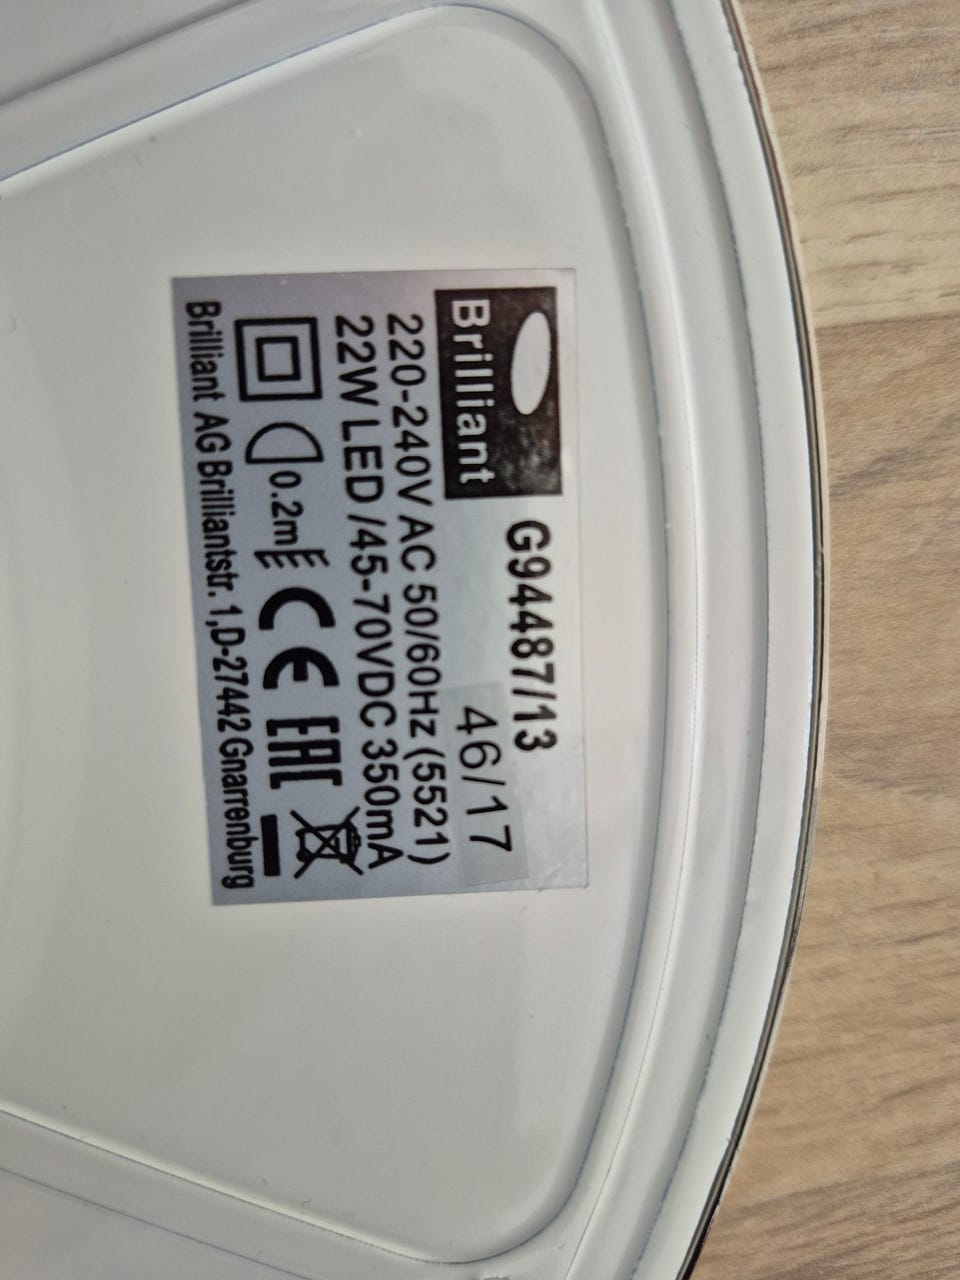 Brilliant
G94487/13
46/17
220-240V AC 50/60Hz (5521)
22W LED /45-70VDC 350mA
0.2m CE EAC
Brilliant AG Brilliantstr. 1,D-27442 Gnarrenburg